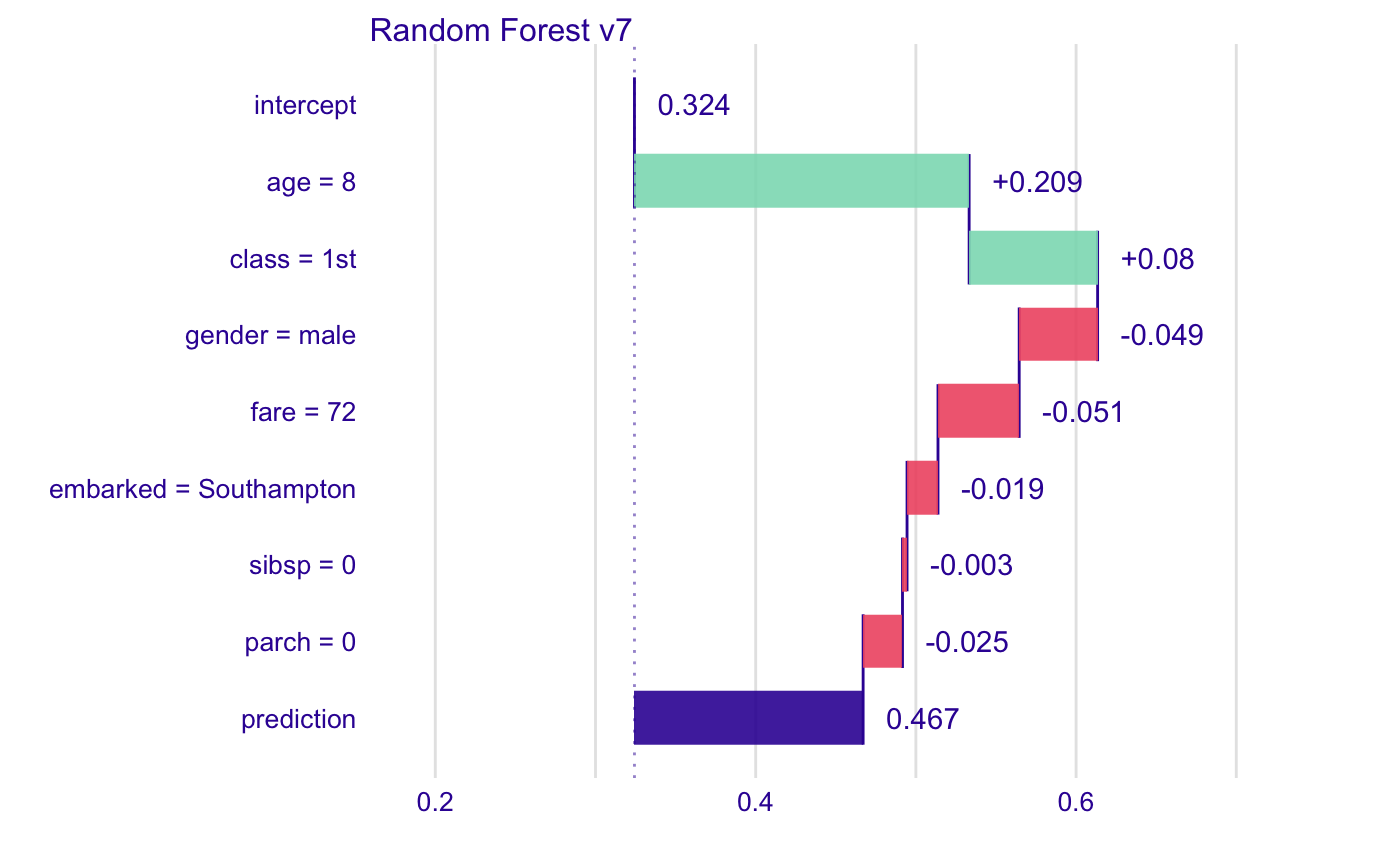 Random Forest v7
intercept 0.324
age = 8 +0.209
class = 1st +0.08
gender = male -0.049
fare = 72 -0.051
embarked = Southampton -0.019
sibsp = 0 -0.003
parch = 0 -0.025
prediction 0.467
0.2 0.4 0.6